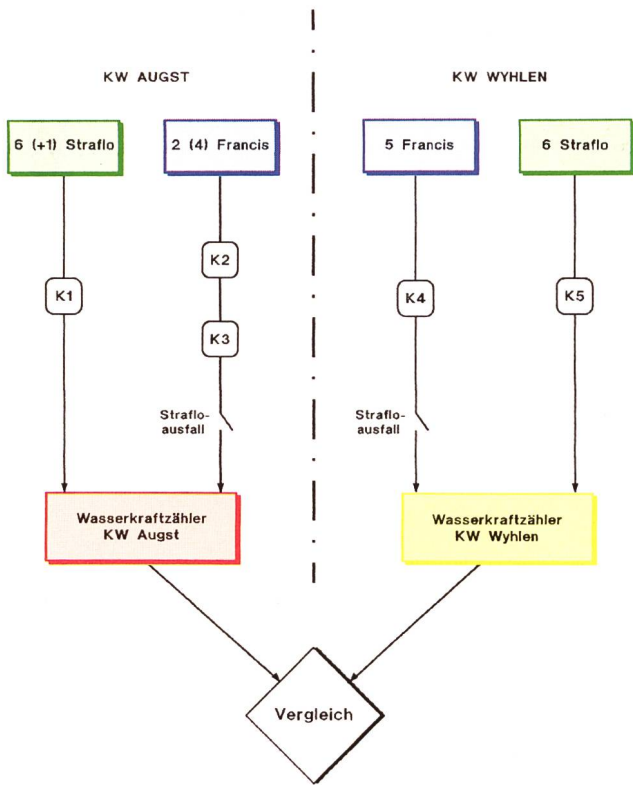 KW AUGST
KW WYHLEN
6 (+1) Straflo
2 (4) Francis
5 Francis
6 Straflo
K2
K1
K4
K5
K3
Straflo-
ausfall
Straflo-
ausfall
Wasserkraftzähler
KW Augst
Wasserkraftzähler
KW Wyhlen
Vergleich